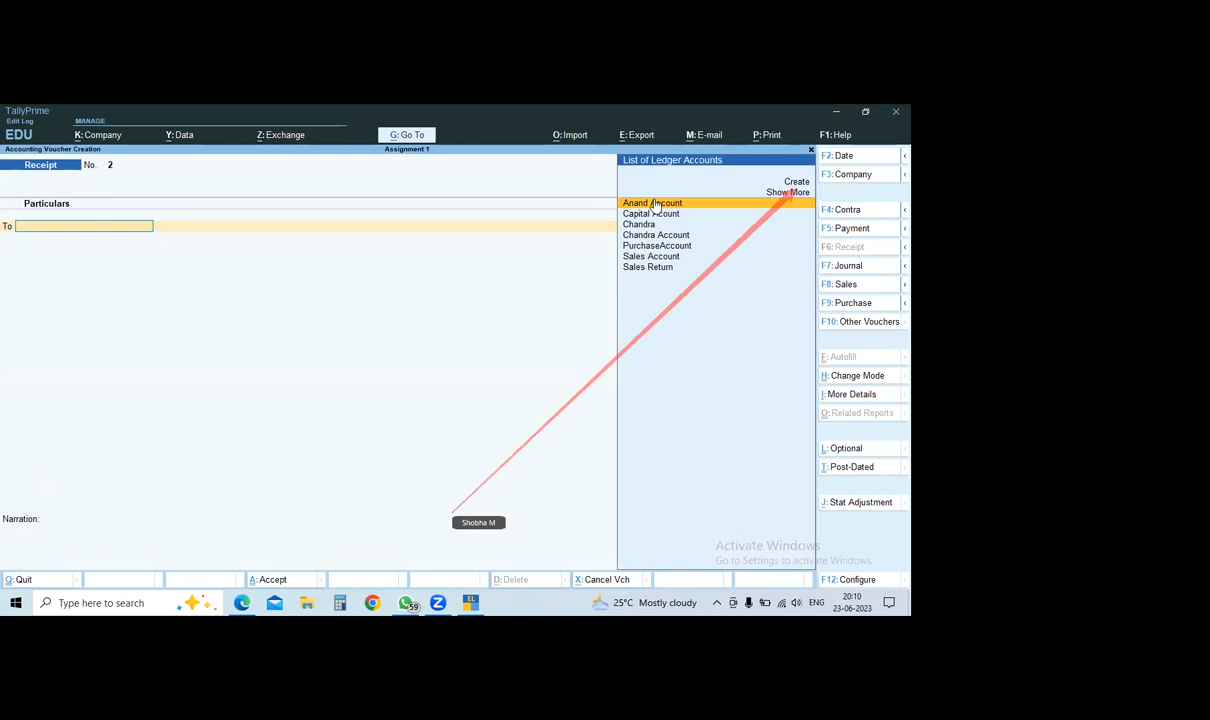 TallyPrime
Edit Log
MANAGE
EDU
K: Company
Y: Data
Z: Exchange
G: Go To
O: Import
E: Export
M: E-mail
P: Print
F1: Help
Accounting Voucher Creation
Assignment 1
Receipt No. 2
Particulars
To
List of Ledger Accounts
Create
Show More
Anand Account
Capital Acount
Chandra
Chandra Account
PurchaseAccount
Sales Account
Sales Return
F2: Date
F3: Company
F4: Contra
F5: Payment
F6: Receipt
F7: Journal
F8: Sales
F9: Purchase
F10: Other Vouchers
E: Autofill
H: Change Mode
I: More Details
O: Related Reports
L: Optional
T: Post-Dated
J: Stat Adjustment
Narration:
Shobha M
Activate Windows
Go to Settings to activate Windows.
Q: Quit
A: Accept
D: Delete
X: Cancel Vch
F12: Configure
Type here to search
59
EL
25°C Mostly cloudy
ENG
20:10
23-06-2023